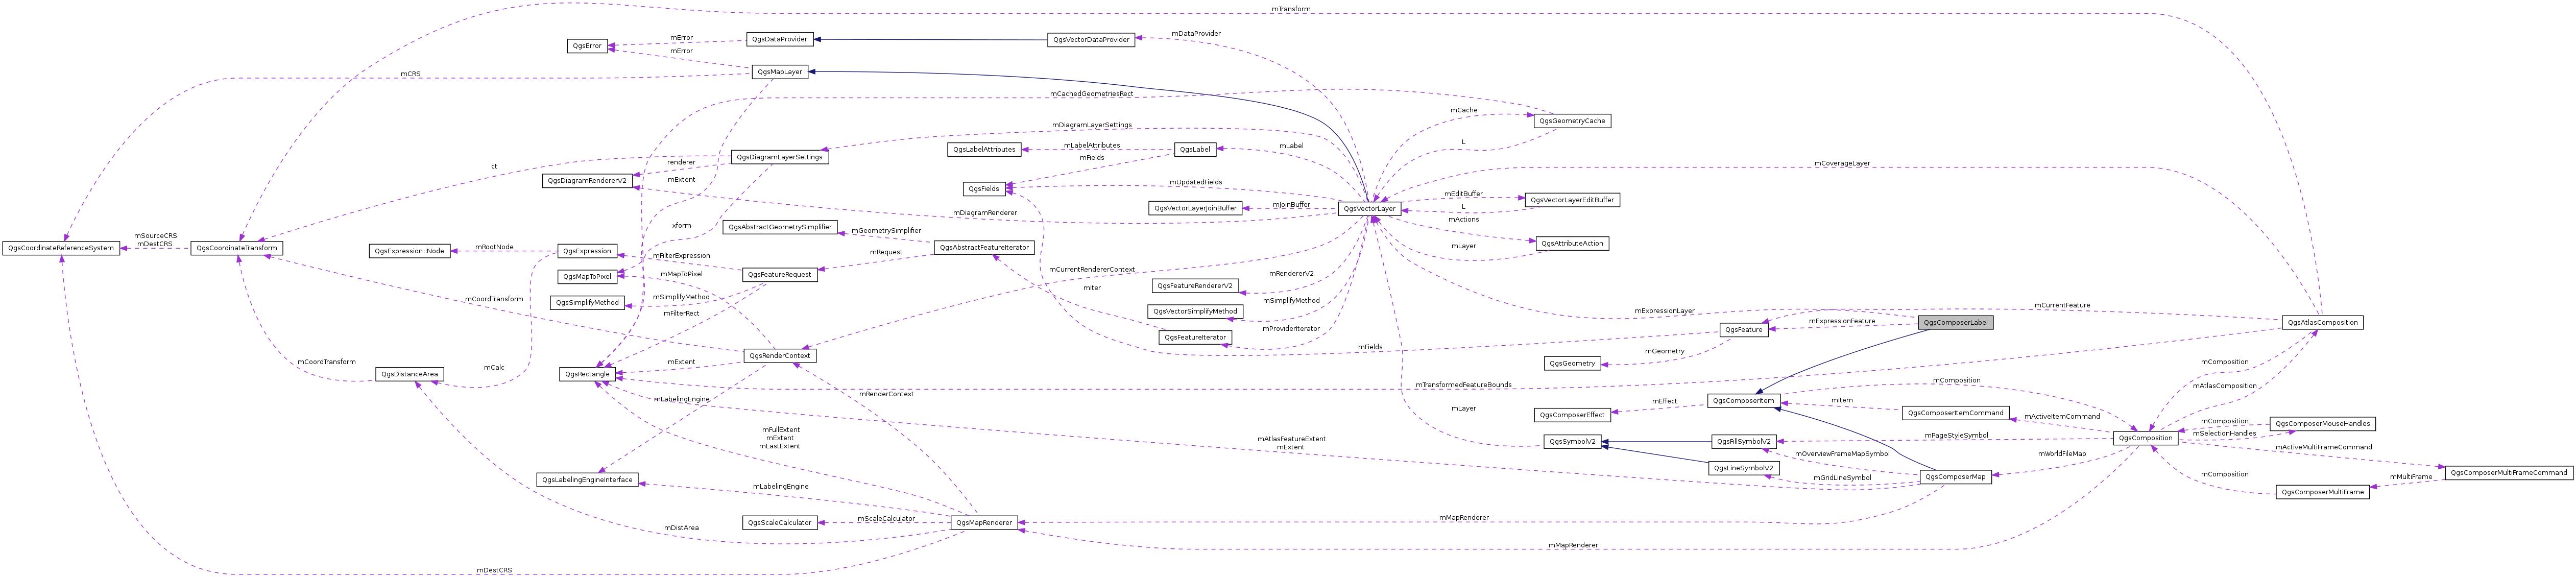 mTransform
QgsError
mError
QgsDataProvider
QgsVectorDataProvider
mDataProvider
mError
mCRS
QgsMapLayer
mCachedGeometriesRect
mCache
QgsGeometryCache
mDiagramLayerSettings
L
ct
renderer
QgsDiagramLayerSettings
QgsLabelAttributes
mLabelAttributes
mFields
QgsLabel
mLabel
mCoverageLayer
QgsDiagramRendererV2
mExtent
QgsFields
mUpdatedFields
mEditBuffer
QgsVectorLayerEditBuffer
QgsVectorLayerJoinBuffer
mJoinBuffer
QgsVectorLayer
L
mDiagramRenderer
mActions
xform
QgsAbstractGeometrySimplifier
mGeometrySimplifier
QgsCoordinateReferenceSystem
mSourceCRS
mDestCRS
QgsCoordinateTransform
QgsExpression::Node
mRootNode
QgsExpression
QgsAbstractFeatureIterator
mLayer
QgsAttributeAction
mFilterExpression
mRequest
QgsMapToPixel
mMapToPixel
QgsFeatureRequest
mCurrentRendererContext
mRendererV2
QgsFeatureRendererV2
mIter
mCoordTransform
QgsSimplifyMethod
mSimplifyMethod
mSimplifyMethod
QgsVectorSimplifyMethod
mFilterRect
mExpressionLayer
mCurrentFeature
mExpressionFeature
QgsComposerLabel
QgsAtlasComposition
QgsFeature
mProviderIterator
QgsFeatureIterator
mFields
mGeometry
QgsGeometry
mCoordTransform
QgsDistanceArea
mCalc
QgsRectangle
mExtent
QgsRenderContext
mComposition
mTransformedFeatureBounds
mComposition
mAtlasComposition
mLabelingEngine
mRenderContext
QgsComposerItem
mItem
QgsComposerItemCommand
mEffect
QgsComposerEffect
mLayer
mActiveItemCommand
mComposition
QgsComposerMouseHandles
mFullExtent
mExtent
mLastExtent
mAtlasFeatureExtent
mExtent
QgsSymbolV2
QgsFillSymbolV2
mPageStyleSymbol
QgsComposition
mSelectionHandles
mActiveMultiFrameCommand
mOverviewFrameMapSymbol
mWorldFileMap
QgsLineSymbolV2
QgsComposerMap
mGridLineSymbol
mComposition
mMultiFrame
QgsComposerMultiFrameCommand
QgsComposerMultiFrame
QgsLabelingEngineInterface
mLabelingEngine
QgsScaleCalculator
mScaleCalculator
QgsMapRenderer
mMapRenderer
mDistArea
mMapRenderer
mDestCRS